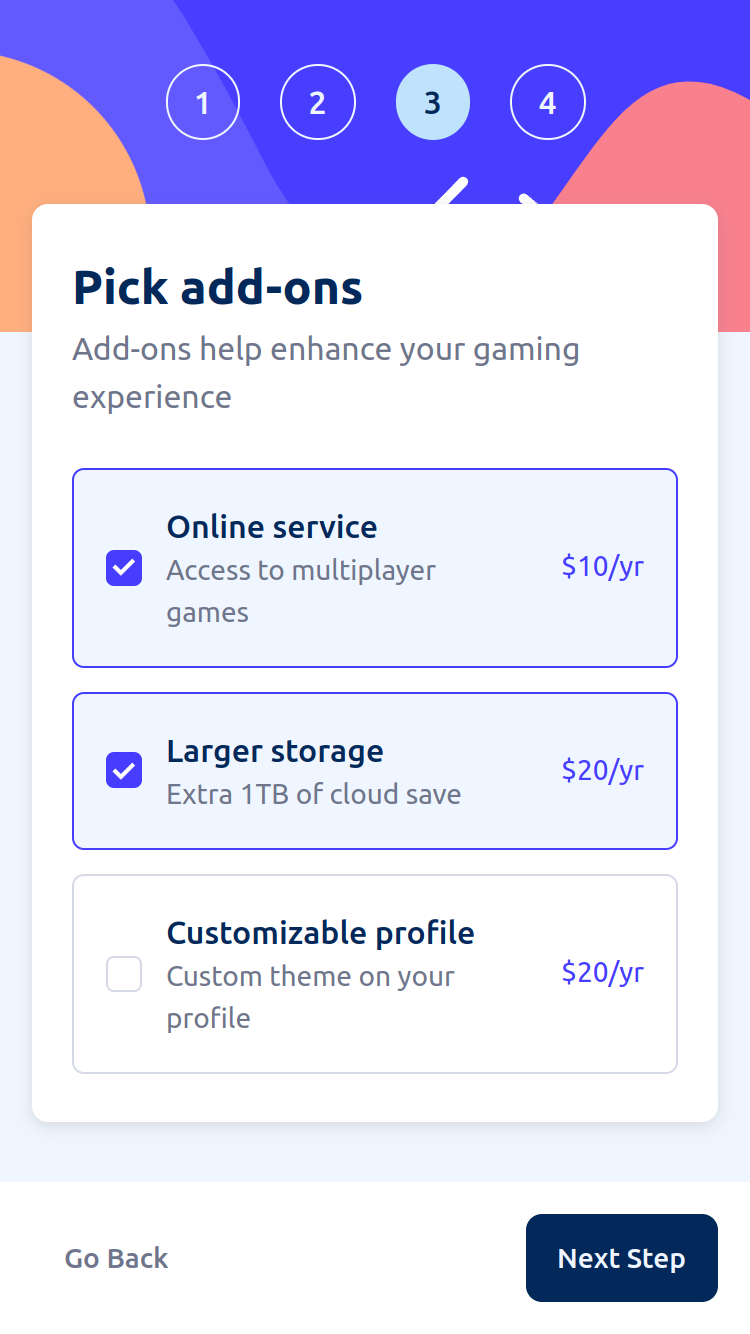 1 2 3 4
Pick add-ons
Add-ons help enhance your gaming
experience
Online service
Access to multiplayer
games
$10/yr
Larger storage
Extra 1TB of cloud save
$20/yr
Customizable profile
Custom theme on your
profile
$20/yr
Go Back Next Step